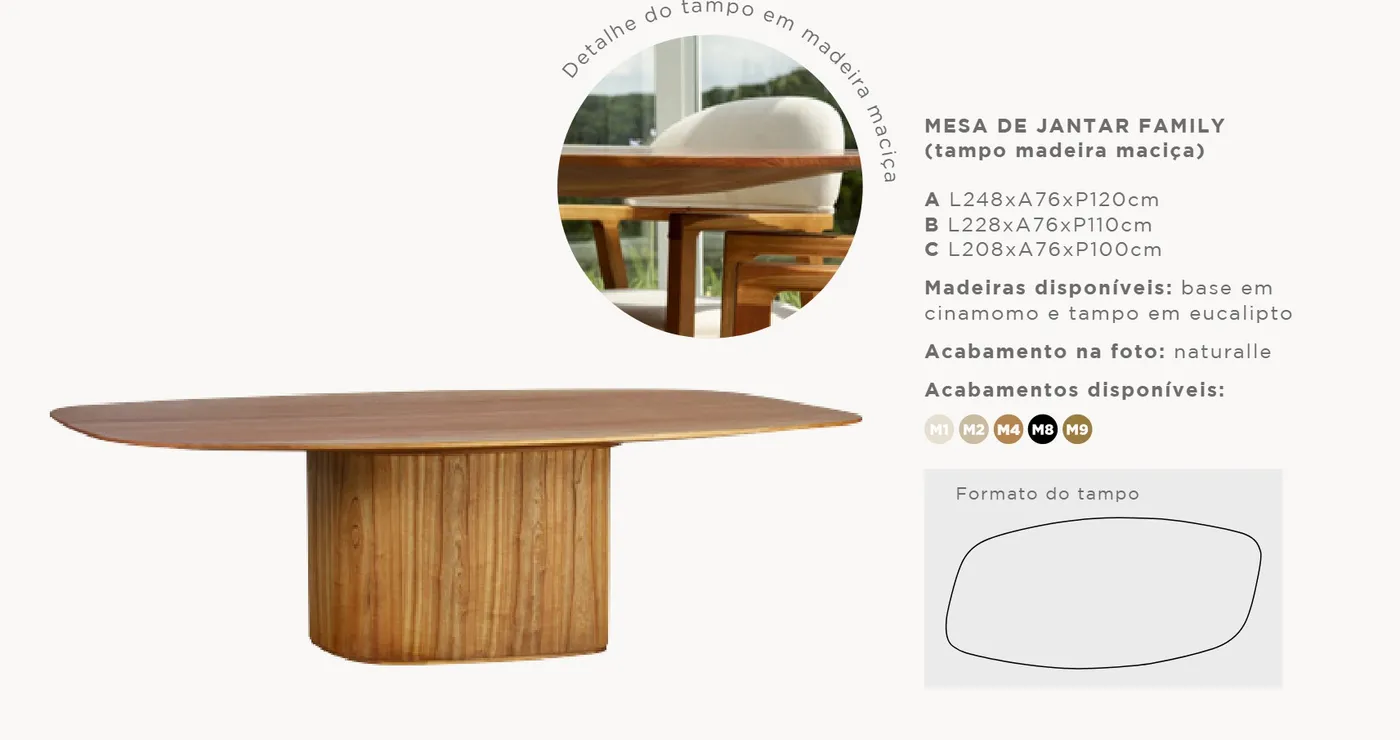 Detalhe do tampo em madeira maciça
MESA DE JANTAR FAMILY
(tampo madeira maciça)
A L248xA76xP120cm
B L228xA76xP110cm
C L208xA76xP100cm
Madeiras disponíveis: base em
cinamomo e tampo em eucalipto
Acabamento na foto: naturalle
Acabamentos disponíveis:
M1 M2 M4 M8 M9
Formato do tampo